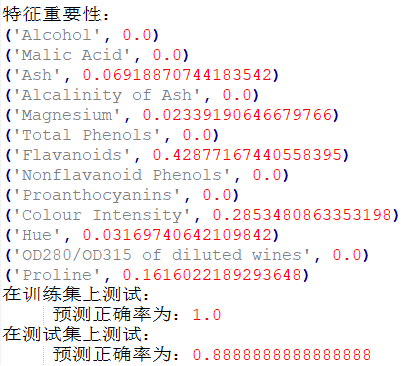 特征重要性：
('Alcohol', 0.0)
('Malic Acid', 0.0)
('Ash', 0.06918870744183542)
('Alcalinity of Ash', 0.0)
('Magnesium', 0.02339190646679766)
('Total Phenols', 0.0)
('Flavanoids', 0.42877167440558395)
('Nonflavanoid Phenols', 0.0)
('Proanthocyanins', 0.0)
('Colour Intensity', 0.2853480863353198)
('Hue', 0.03169740642109842)
('OD280/OD315 of diluted wines', 0.0)
('Proline', 0.1616022189293648)
在训练集上测试：
预测正确率为：1.0
在测试集上测试：
预测正确率为：0.8888888888888888